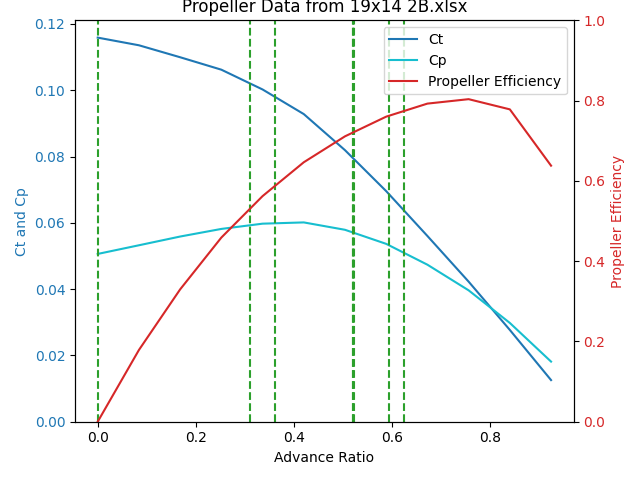 Propeller Data from 19x14 2B.xlsx
Ct
Cp
Propeller Efficiency
0.12
0.10
0.08
0.06
0.04
0.02
0.00
Ct and Cp
1.0
0.8
0.6
0.4
0.2
0.0
Propeller Efficiency
0.0 0.2 0.4 0.6 0.8
Advance Ratio